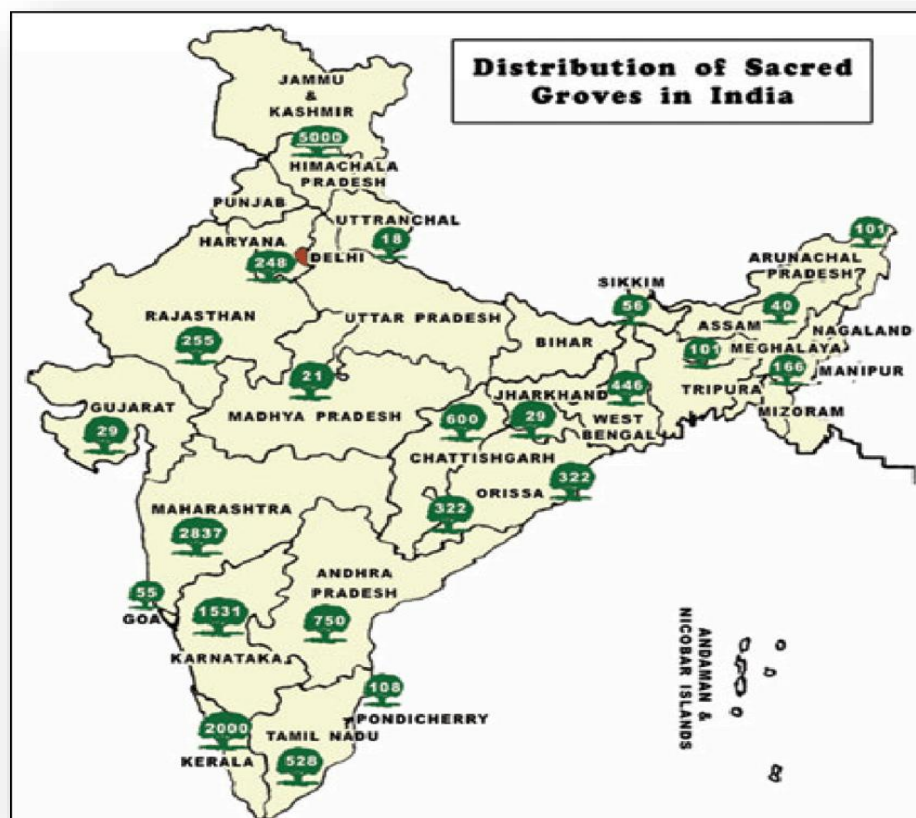 Distribution of Sacred
Groves in India
JAMMU
&
KASHMIR
5000
HIMACHALA
PRADESH
PUNJAB
UTTRANCHAL
18
HARYANA
248
DELHI
101
ARUNACHAL
PRADESH?
SIKKIM
56
40
RAJASTHAN
255
UTTAR PRADESH
ASSAM
NAGALAND
BIHAR
101
MEGHALAYA
21
166
MANIPUR
GUJARAT
29
MADHYA PRADESH
JHARKHAND
446
TRIPURA
600
29
WEST
BENGAL
MIZORAM
CHATTISHGARH
ORISSA
322
322
MAHARASHTRA
2837
ANDHRA
PRADESH
55
GOA
1531
750
KARNATAKA
108
PONDICHERRY
2000
KERALA
TAMIL NADU
528
ANDAMAN &
NICOBAR ISLANDS